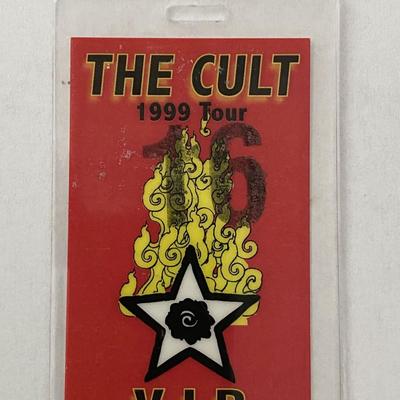 THE CULT
1999 Tour
16
V.I.P